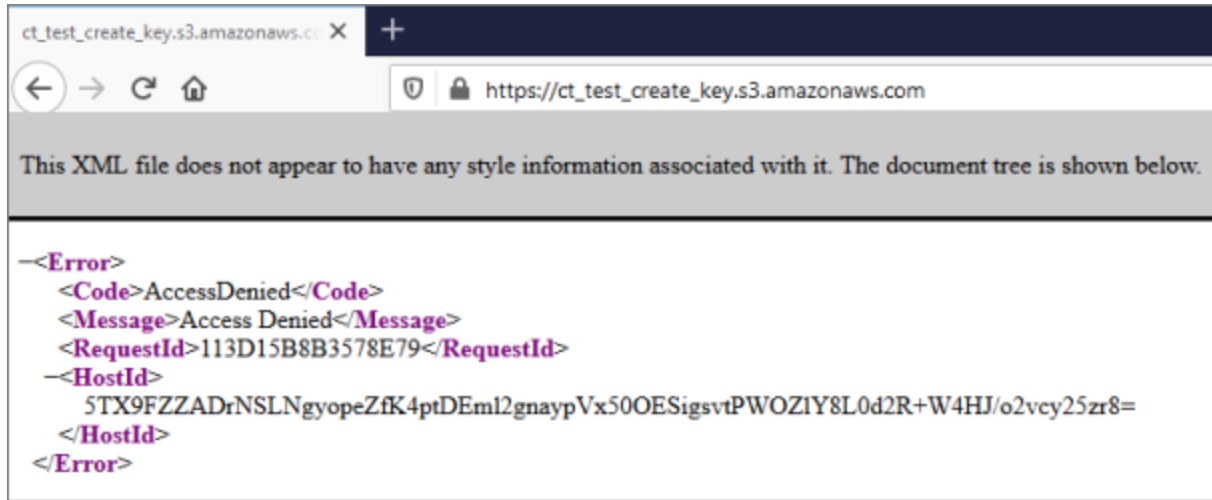 ct_test_create_key.s3.amazonaws.c
https://ct_test_create_key.s3.amazonaws.com
This XML file does not appear to have any style information associated with it. The document tree is shown below.
−<Error>
<Code>AccessDenied</Code>
<Message>Access Denied</Message>
<RequestId>113D15B8B3578E79</RequestId>
−<HostId>
5TX9FZZADrNSLNgyopeZfK4ptDEml2gnaypVx50OESigsvtPWOZlY8L0d2R+W4HJ/o2vcy25zr8=
</HostId>
</Error>